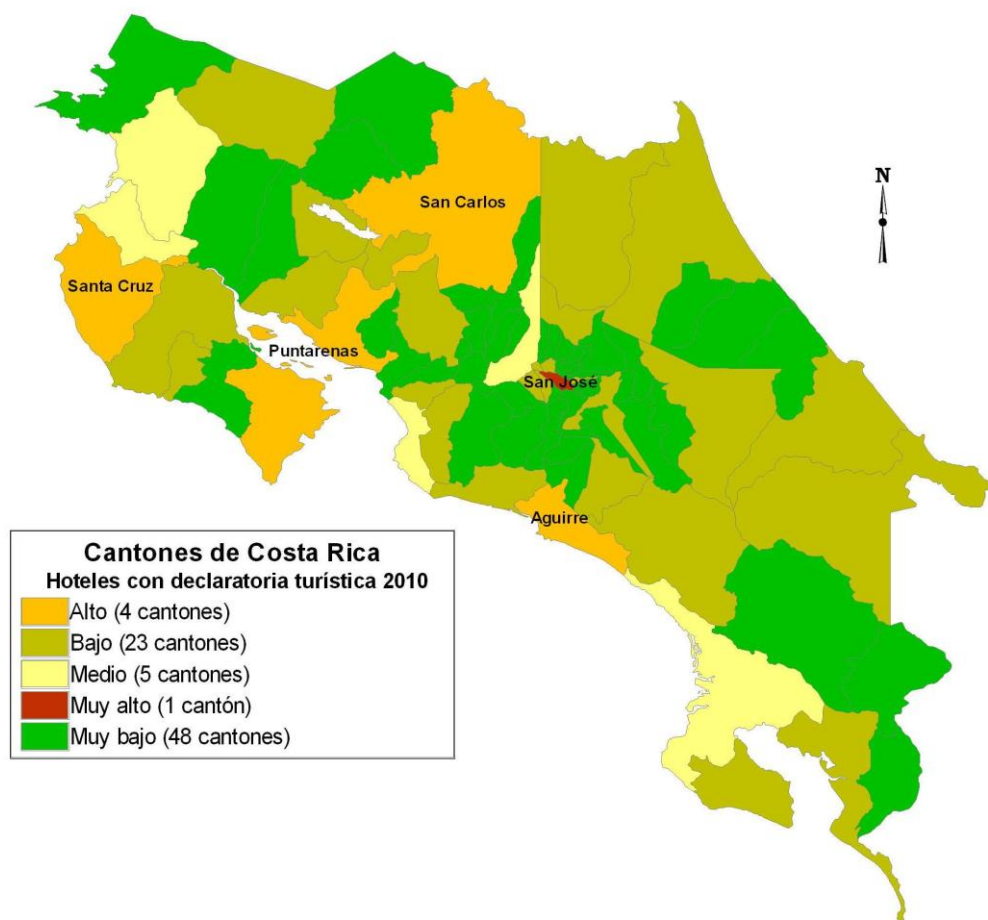 N
San Carlos
Santa Cruz
Puntarenas
San José
Aguirre
Cantones de Costa Rica
Hoteles con declaratoria turística 2010
Alto (4 cantones)
Bajo (23 cantones)
Medio (5 cantones)
Muy alto (1 cantón)
Muy bajo (48 cantones)